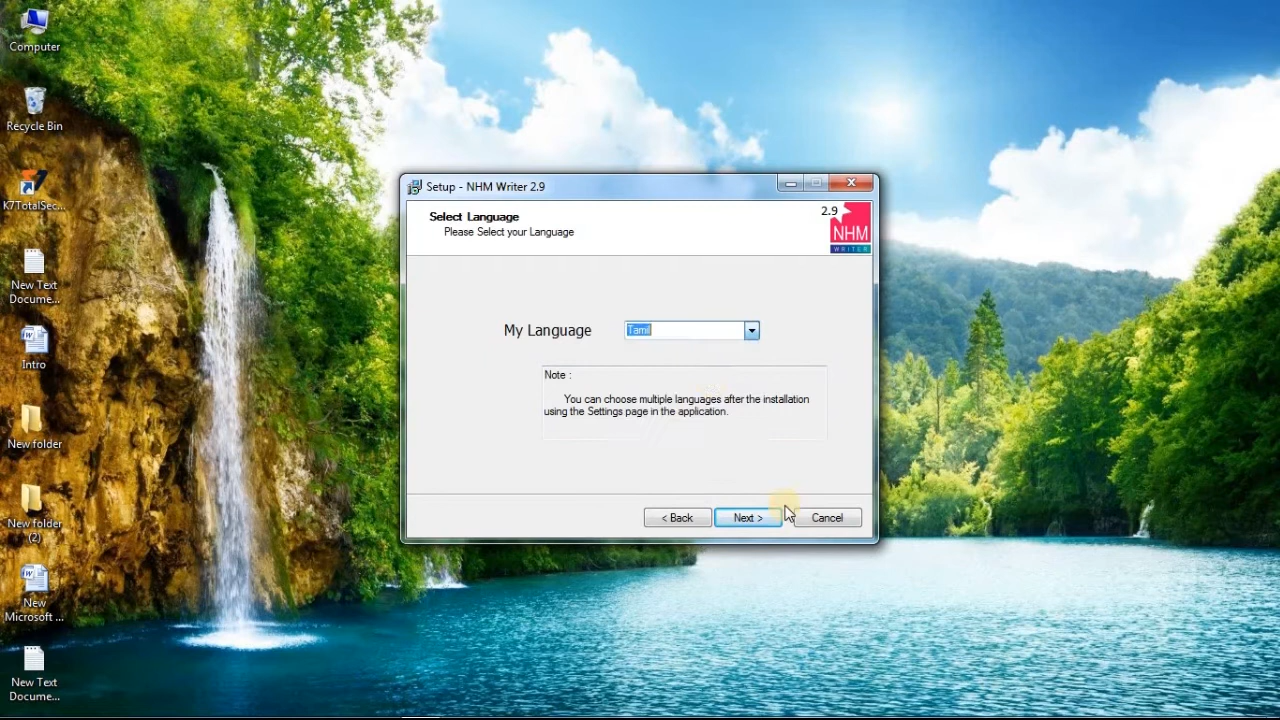 Computer
Recycle Bin
K7TotalSec...
New Text
Docume...
Intro
New folder
New folder
(2)
New
Microsoft ...
New Text
Docume...
Setup - NHM Writer 2.9
Select Language
Please Select your Language
2.9
NHM
WRITER
My Language
Tamil
Note :
You can choose multiple languages after the installation
using the Settings page in the application.
< Back
Next >
Cancel